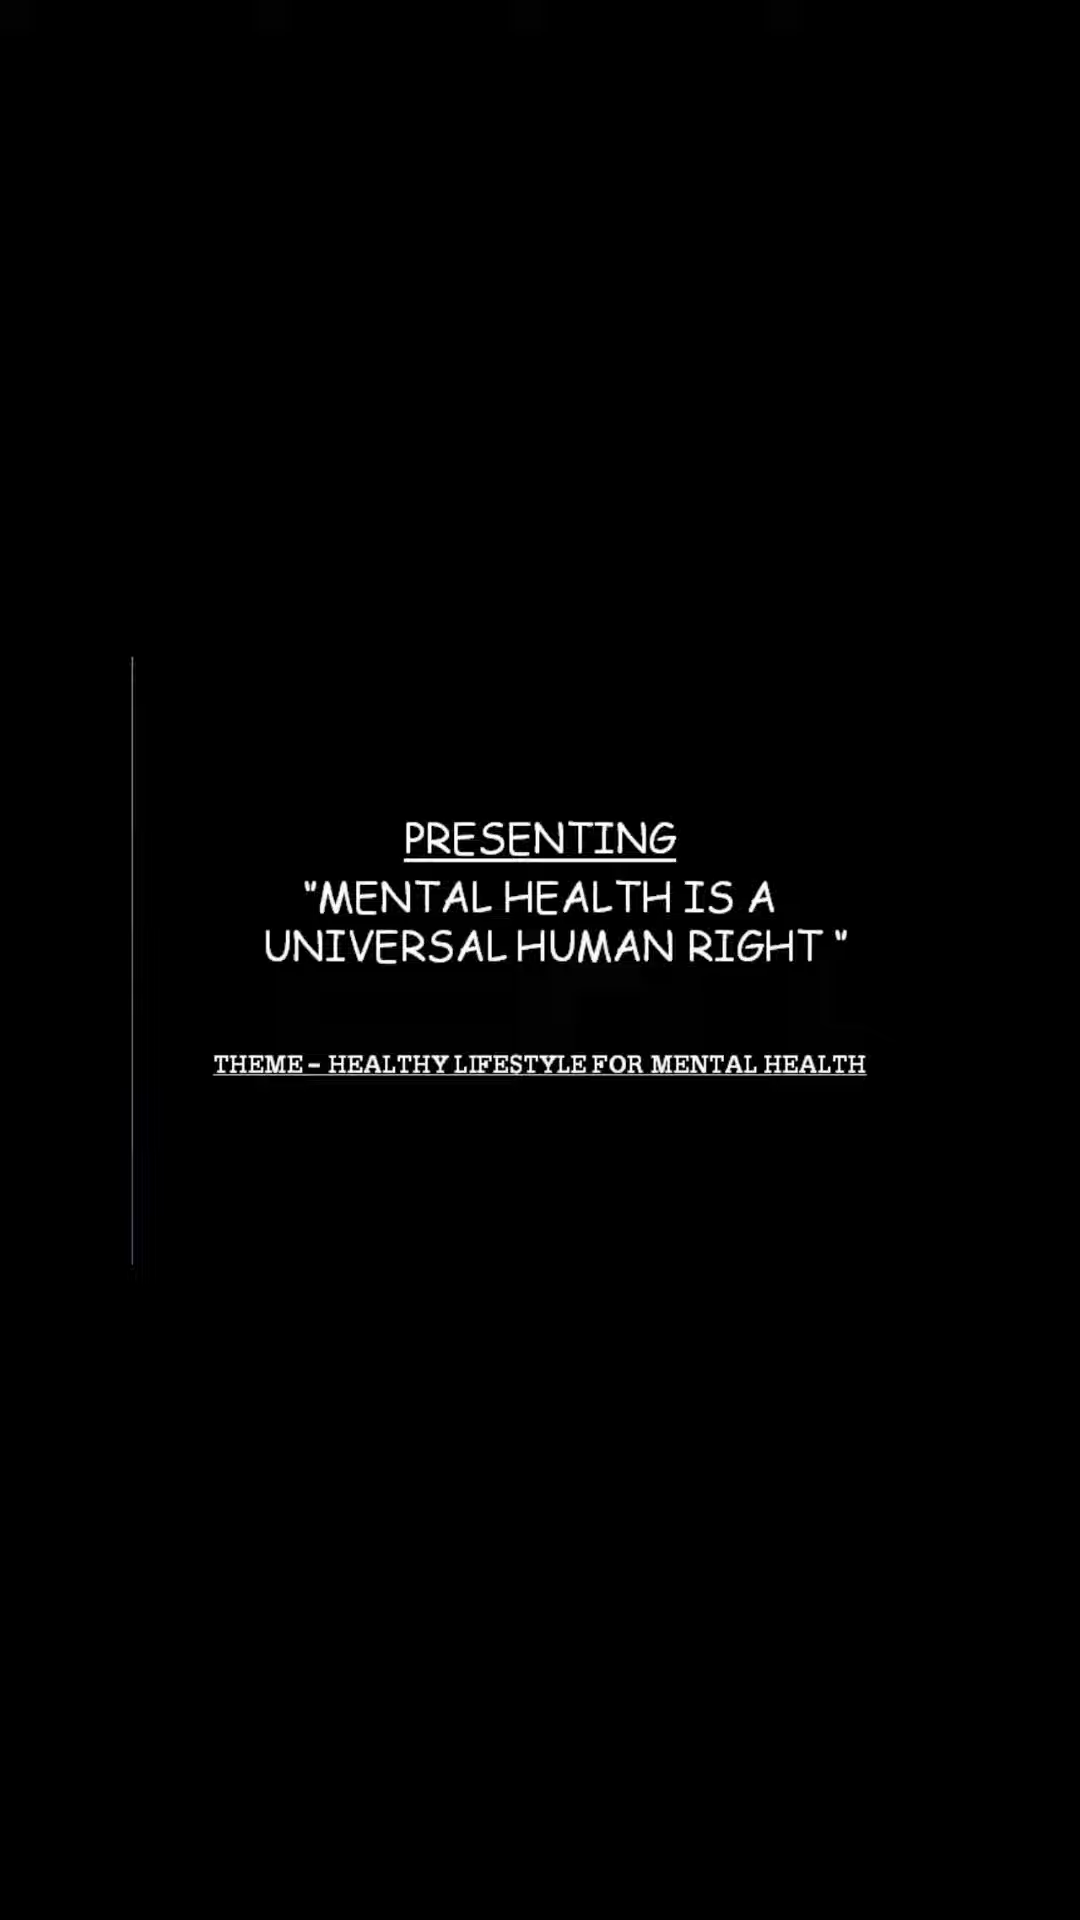 PRESENTING
"MENTAL HEALTH IS A
UNIVERSAL HUMAN RIGHT "
THEME – HEALTHY LIFESTYLE FOR MENTAL HEALTH